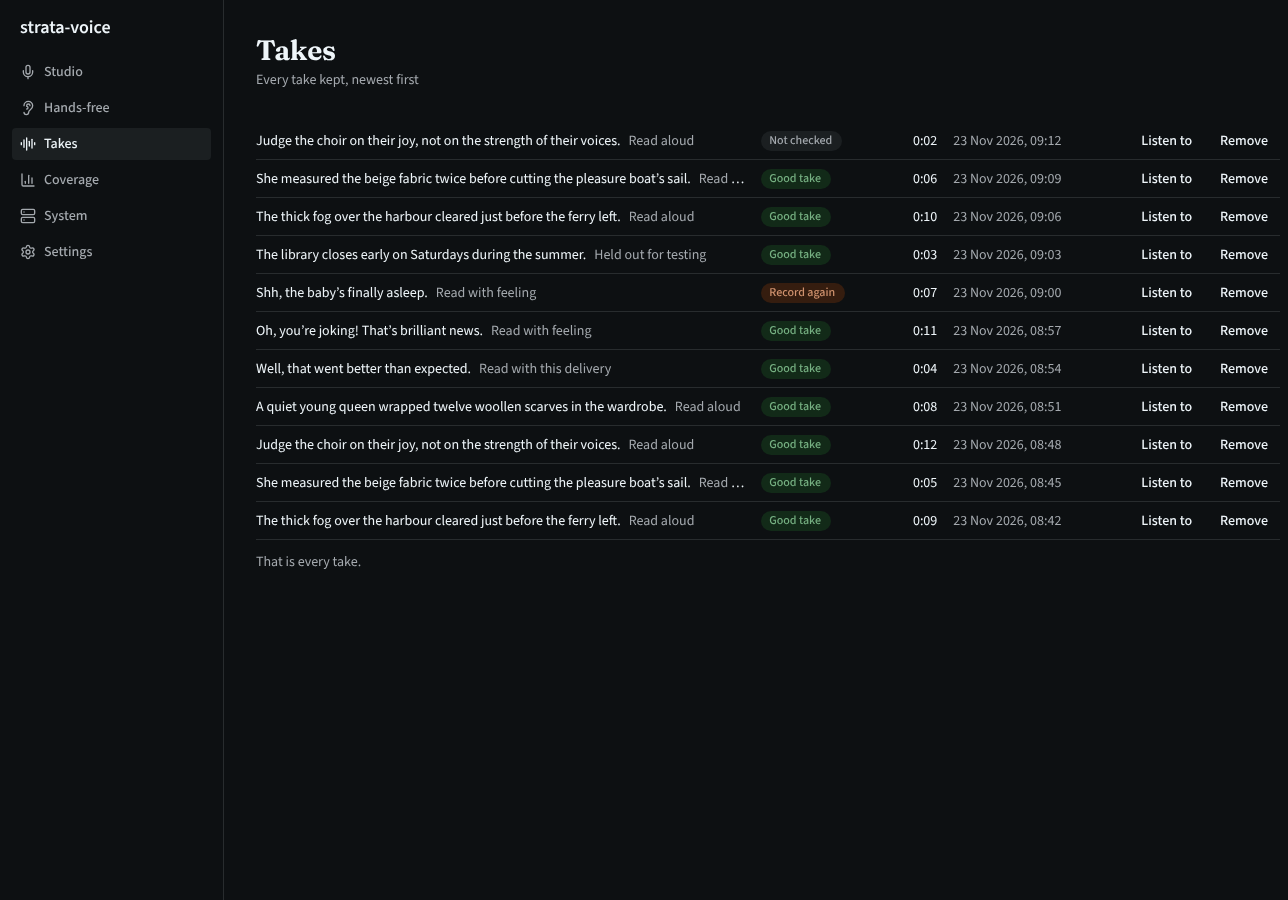 strata-voice
Studio
Hands-free
Takes
Coverage
System
Settings
Takes
Every take kept, newest first
Judge the choir on their joy, not on the strength of their voices. Read aloud Not checked 0:02 23 Nov 2026, 09:12 Listen to Remove
She measured the beige fabric twice before cutting the pleasure boat’s sail. Read … Good take 0:06 23 Nov 2026, 09:09 Listen to Remove
The thick fog over the harbour cleared just before the ferry left. Read aloud Good take 0:10 23 Nov 2026, 09:06 Listen to Remove
The library closes early on Saturdays during the summer. Held out for testing Good take 0:03 23 Nov 2026, 09:03 Listen to Remove
Shh, the baby’s finally asleep. Read with feeling Record again 0:07 23 Nov 2026, 09:00 Listen to Remove
Oh, you’re joking! That’s brilliant news. Read with feeling Good take 0:11 23 Nov 2026, 08:57 Listen to Remove
Well, that went better than expected. Read with this delivery Good take 0:04 23 Nov 2026, 08:54 Listen to Remove
A quiet young queen wrapped twelve woollen scarves in the wardrobe. Read aloud Good take 0:08 23 Nov 2026, 08:51 Listen to Remove
Judge the choir on their joy, not on the strength of their voices. Read aloud Good take 0:12 23 Nov 2026, 08:48 Listen to Remove
She measured the beige fabric twice before cutting the pleasure boat’s sail. Read … Good take 0:05 23 Nov 2026, 08:45 Listen to Remove
The thick fog over the harbour cleared just before the ferry left. Read aloud Good take 0:09 23 Nov 2026, 08:42 Listen to Remove
That is every take.